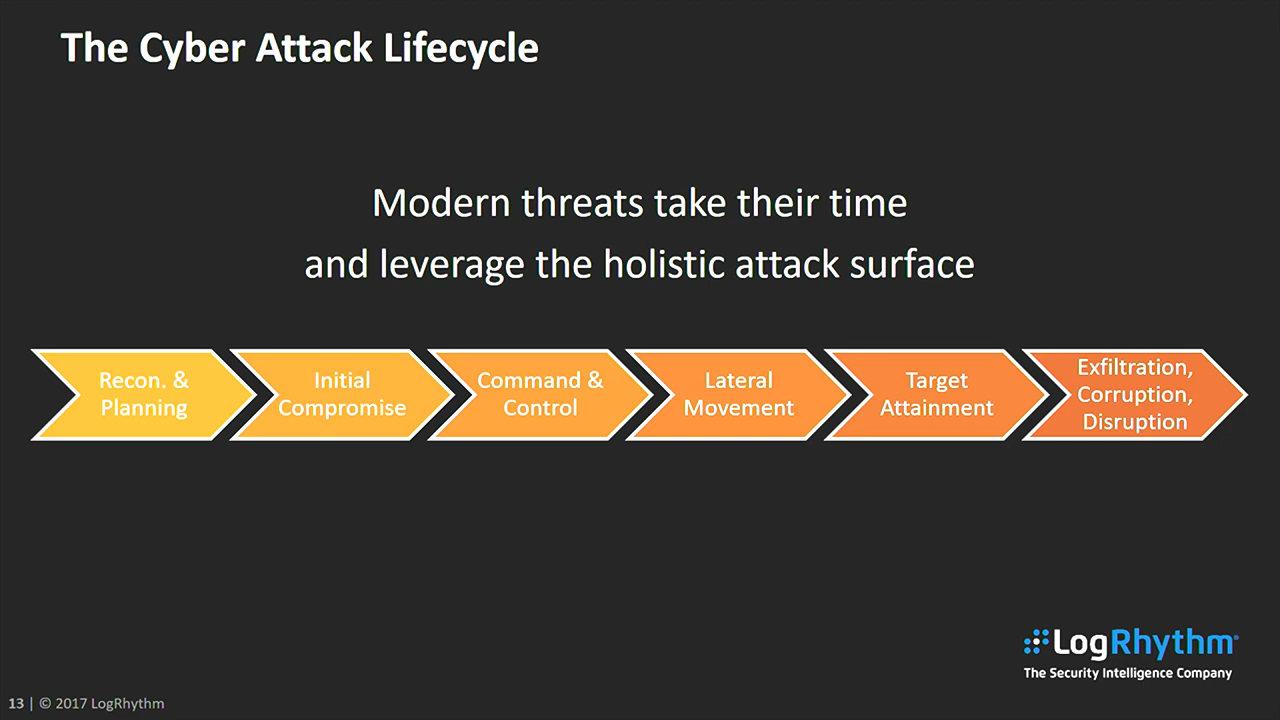 The Cyber Attack Lifecycle
Modern threats take their time
and leverage the holistic attack surface
Recon. &
Planning
Initial
Compromise
Command &
Control
Lateral
Movement
Target
Attainment
Exfiltration,
Corruption,
Disruption
LogRhythm
The Security Intelligence Company
13 | © 2017 LogRhythm